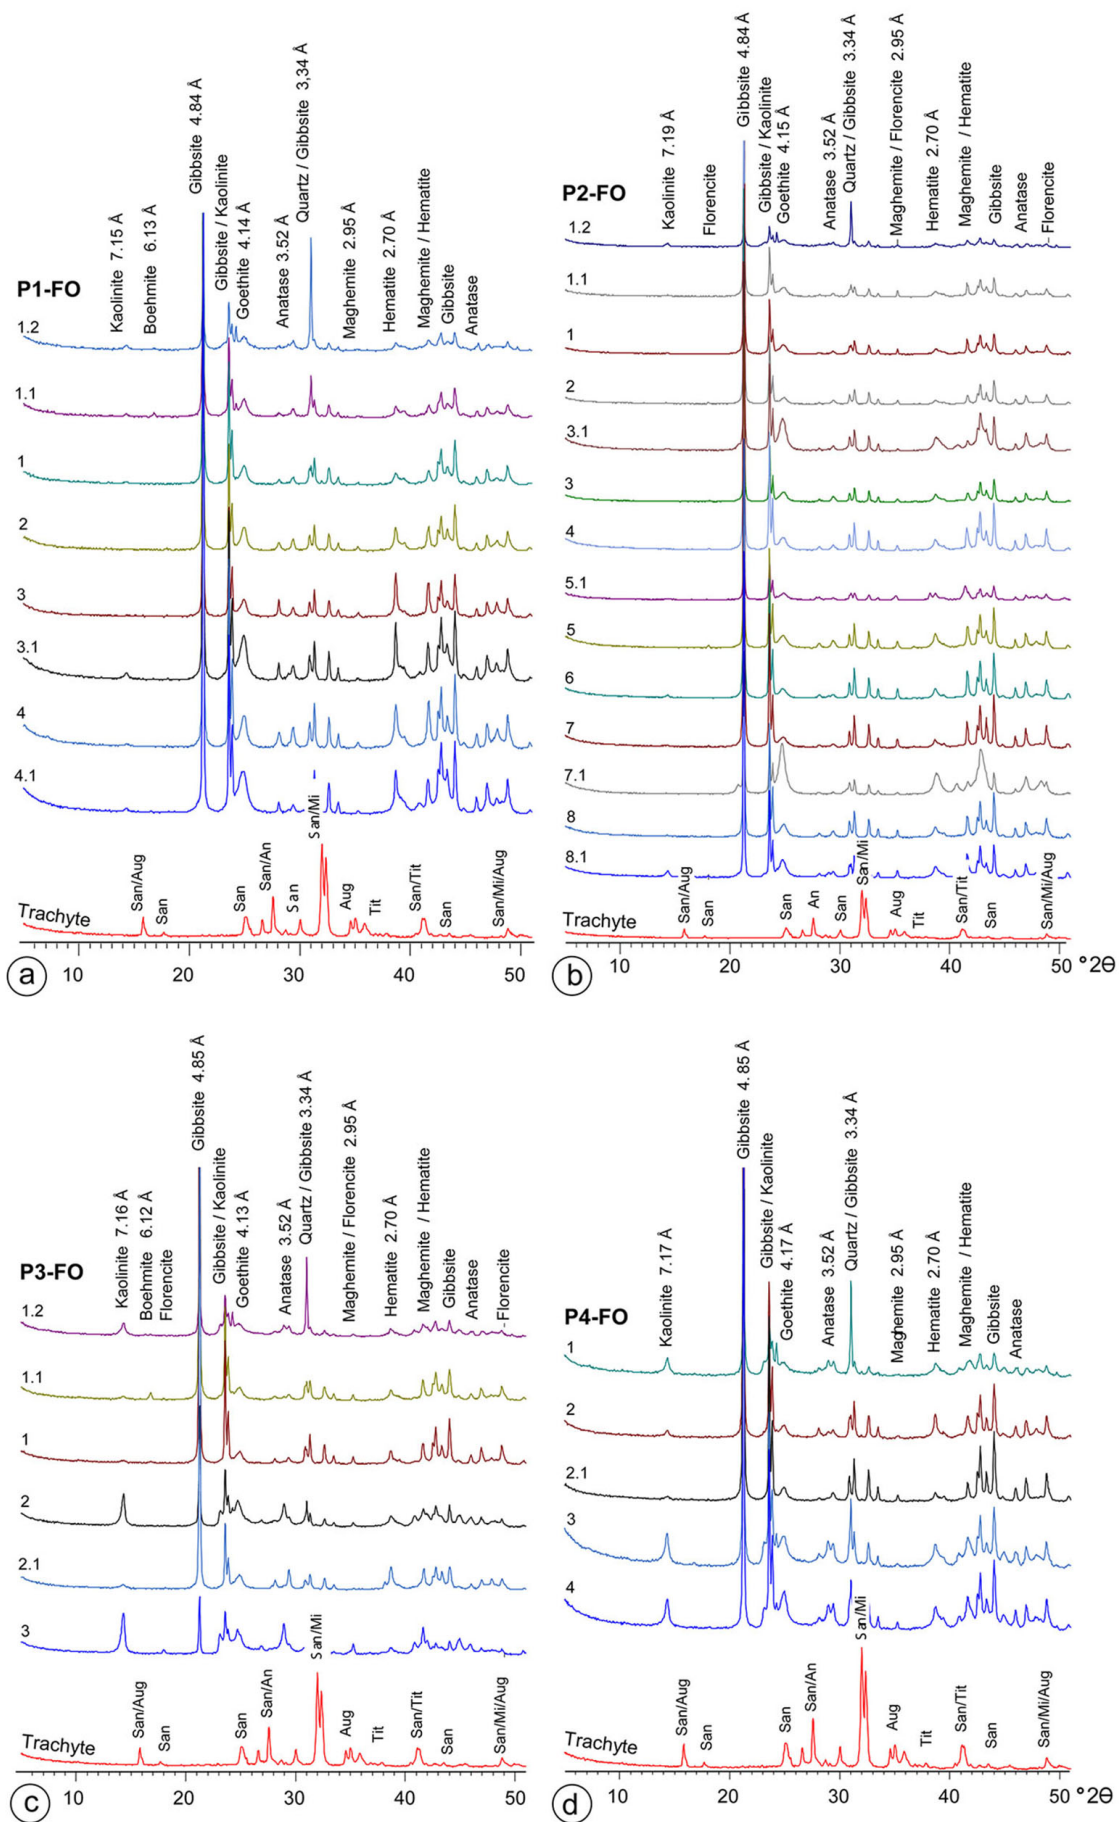 Kaolinite 7.15 Å
Boehmite 6.13 Å
Gibbsite 4.84 Å
Gibbsite / Kaolinite
Goethite 4.14 Å
Anatase 3.52 Å
Quartz / Gibbsite 3,34 Å
Maghemite 2.95 Å
Hematite 2.70 Å
Maghemite / Hematite
Gibbsite
Anatase
P1-FO
1.2
1.1
1
2
3
3.1
4
4.1
Trachyte
San/Aug
San
San
San/An
San
San/Mi
Aug
Tit
San/Tit
San
San/Mi/Aug
10
20
30
40
50
a
Kaolinite 7.19 Å
Florencite
Gibbsite 4.84 Å
Gibbsite / Kaolinite
Goethite 4.15 Å
Anatase 3.52 Å
Quartz / Gibbsite 3.34 Å
Maghemite / Florencite 2.95 Å
Hematite 2.70 Å
Maghemite / Hematite
Gibbsite
Anatase
Florencite
P2-FO
1.2
1.1
1
2
3.1
3
4
5.1
5
6
7
7.1
8
8.1
Trachyte
San/Aug
San
San
An
San
San/Mi
Aug
Tit
San/Tit
San
San/Mi/Aug
10
20
30
40
50
°2Θ
b
Kaolinite 7.16 Å
Boehmite 6.12 Å
Florencite
Gibbsite 4.85 Å
Gibbsite / Kaolinite
Goethite 4.13 Å
Anatase 3.52 Å
Quartz / Gibbsite 3.34 Å
Maghemite / Florencite 2.95 Å
Hematite 2.70 Å
Maghemite / Hematite
Gibbsite
Anatase
Florencite
P3-FO
1.2
1.1
1
2
2.1
3
Trachyte
San/Aug
San
San
San/An
San/Mi
Aug
Tit
San/Tit
San
San/Mi/Aug
10
20
30
40
50
c
Kaolinite 7.17 Å
Gibbsite 4.85 Å
Gibbsite / Kaolinite
Goethite 4.17 Å
Anatase 3.52 Å
Quartz / Gibbsite 3.34 Å
Maghemite 2.95 Å
Hematite 2.70 Å
Maghemite / Hematite
Gibbsite
Anatase
P4-FO
1
2
2.1
3
4
Trachyte
San/Aug
San
San
San/An
San/Mi
Aug
Tit
San/Tit
San
San/Mi/Aug
10
20
30
40
50
°2Θ
d